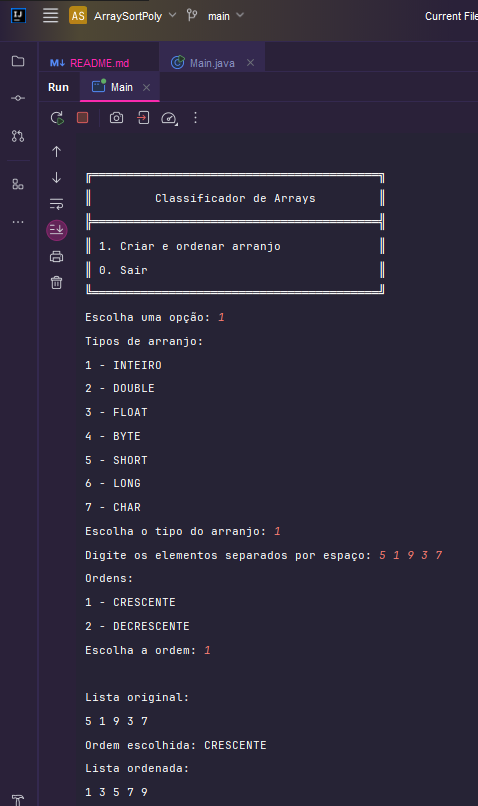 AS ArraySortPoly main Current File
M↓ README.md Main.java
Run Main
Classificador de Arrays
1. Criar e ordenar arranjo
0. Sair
Escolha uma opção: 1
Tipos de arranjo:
1 - INTEIRO
2 - DOUBLE
3 - FLOAT
4 - BYTE
5 - SHORT
6 - LONG
7 - CHAR
Escolha o tipo do arranjo: 1
Digite os elementos separados por espaço: 5 1 9 3 7
Ordens:
1 - CRESCENTE
2 - DECRESCENTE
Escolha a ordem: 1
Lista original:
5 1 9 3 7
Ordem escolhida: CRESCENTE
Lista ordenada:
1 3 5 7 9